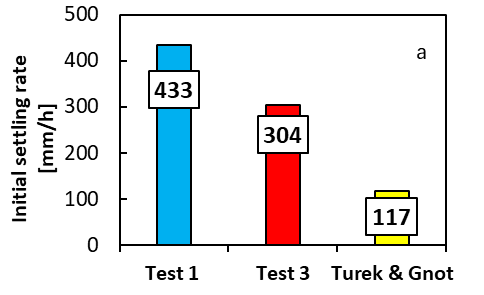 500
a
400
433
300
304
200
100
117
0
Initial settling rate
[mm/h]
Test 1
Test 3
Turek & Gnot